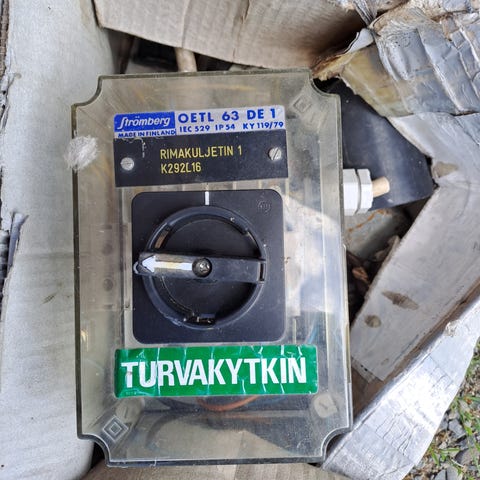 Strömberg
MADE IN FINLAND
OETL 63 DE 1
IEC 529 IP54 KY 119/79
RIMAKULJETIN 1
K292L16
TURVAKYTKIN